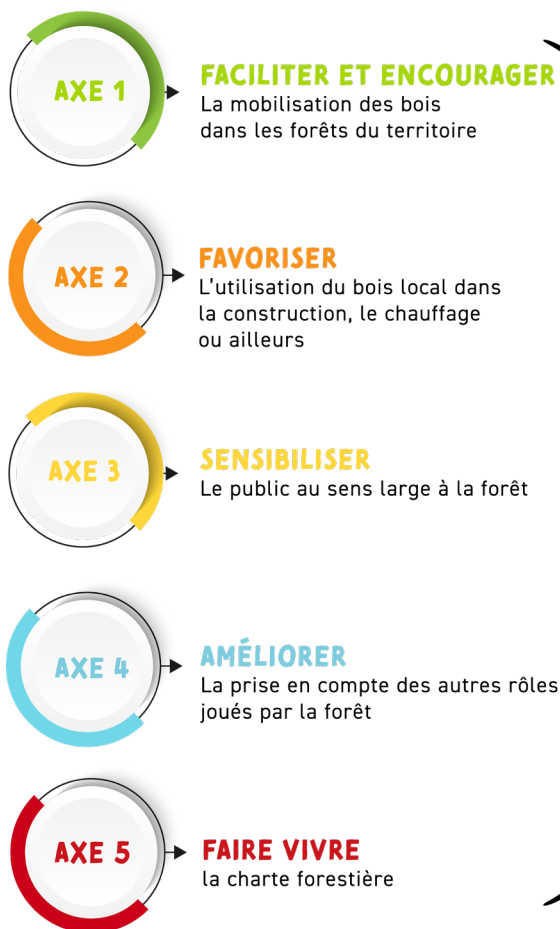 AXE 1
FACILITER ET ENCOURAGER
La mobilisation des bois
dans les forêts du territoire
AXE 2
FAVORISER
L'utilisation du bois local dans
la construction, le chauffage
ou ailleurs
AXE 3
SENSIBILISER
Le public au sens large à la forêt
AXE 4
AMÉLIORER
La prise en compte des autres rôles
joués par la forêt
AXE 5
FAIRE VIVRE
la charte forestière